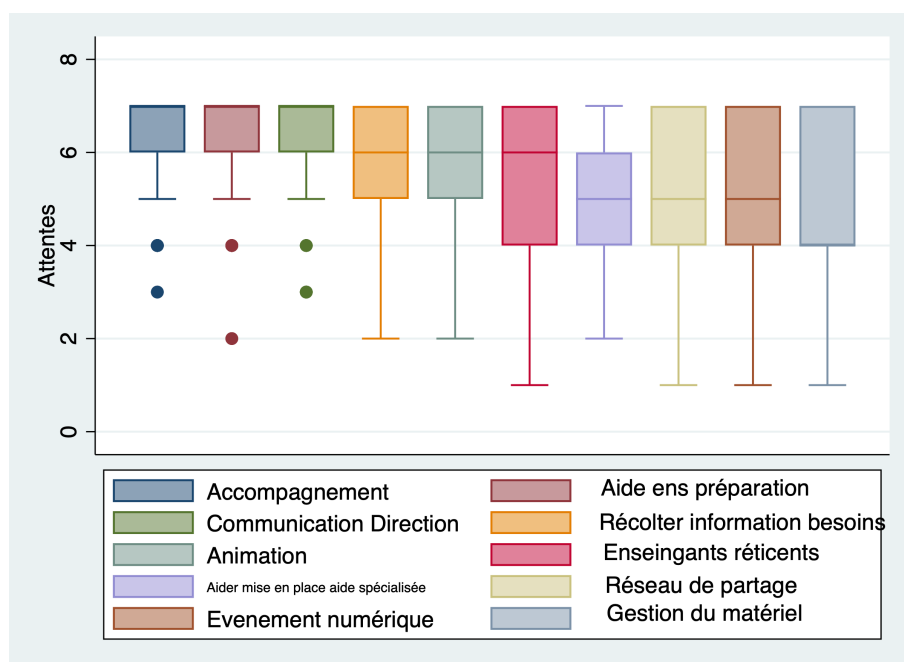 8
6
4
2
0
Attentes
Accompagnement
Aide ens préparation
Communication Direction
Récolter information besoins
Animation
Enseingants réticents
Aider mise en place aide spécialisée
Réseau de partage
Evenement numérique
Gestion du matériel